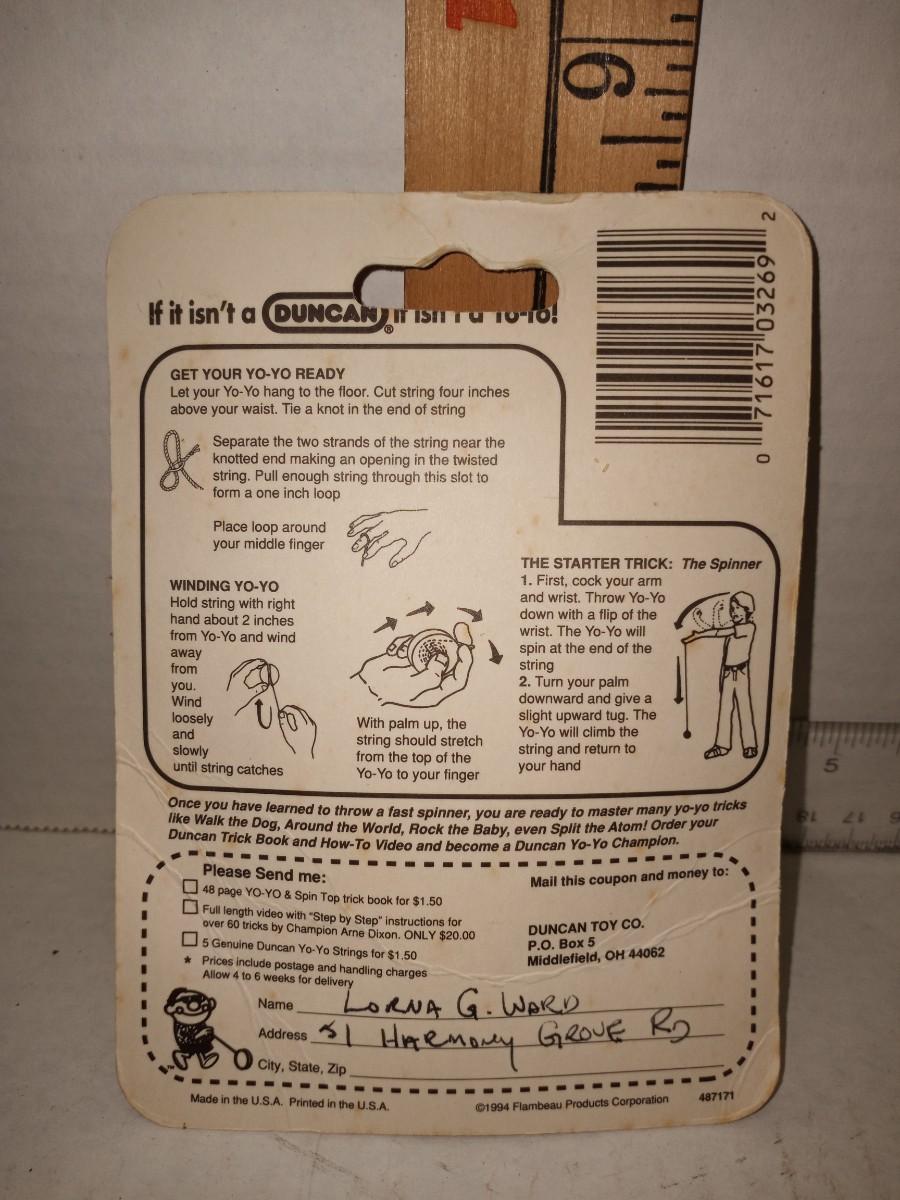 9
If it isn't a DUNCAN® it isn't a Yo-Yo!
0 71617 03269 2
GET YOUR YO-YO READY
Let your Yo-Yo hang to the floor. Cut string four inches
above your waist. Tie a knot in the end of string
Separate the two strands of the string near the
knotted end making an opening in the twisted
string. Pull enough string through this slot to
form a one inch loop
Place loop around
your middle finger
WINDING YO-YO
Hold string with right
hand about 2 inches
from Yo-Yo and wind
away
from
you.
Wind
loosely
and
slowly
until string catches
With palm up, the
string should stretch
from the top of the
Yo-Yo to your finger
THE STARTER TRICK: The Spinner
1. First, cock your arm
and wrist. Throw Yo-Yo
down with a flip of the
wrist. The Yo-Yo will
spin at the end of the
string
2. Turn your palm
downward and give a
slight upward tug. The
Yo-Yo will climb the
string and return to
your hand
5
18 17 16
Once you have learned to throw a fast spinner, you are ready to master many yo-yo tricks
like Walk the Dog, Around the World, Rock the Baby, even Split the Atom! Order your
Duncan Trick Book and How-To Video and become a Duncan Yo-Yo Champion.
Please Send me:
48 page YO-YO & Spin Top trick book for $1.50
Full length video with "Step by Step" instructions for
over 60 tricks by Champion Arne Dixon. ONLY $20.00
5 Genuine Duncan Yo-Yo Strings for $1.50
* Prices include postage and handling charges
Allow 4 to 6 weeks for delivery
Mail this coupon and money to:
DUNCAN TOY CO.
P.O. Box 5
Middlefield, OH 44062
Name LORNA G. WARD
Address 51 HARMONY GROVE RD
City, State, Zip
TM
Made in the U.S.A. Printed in the U.S.A.
©1994 Flambeau Products Corporation
487171